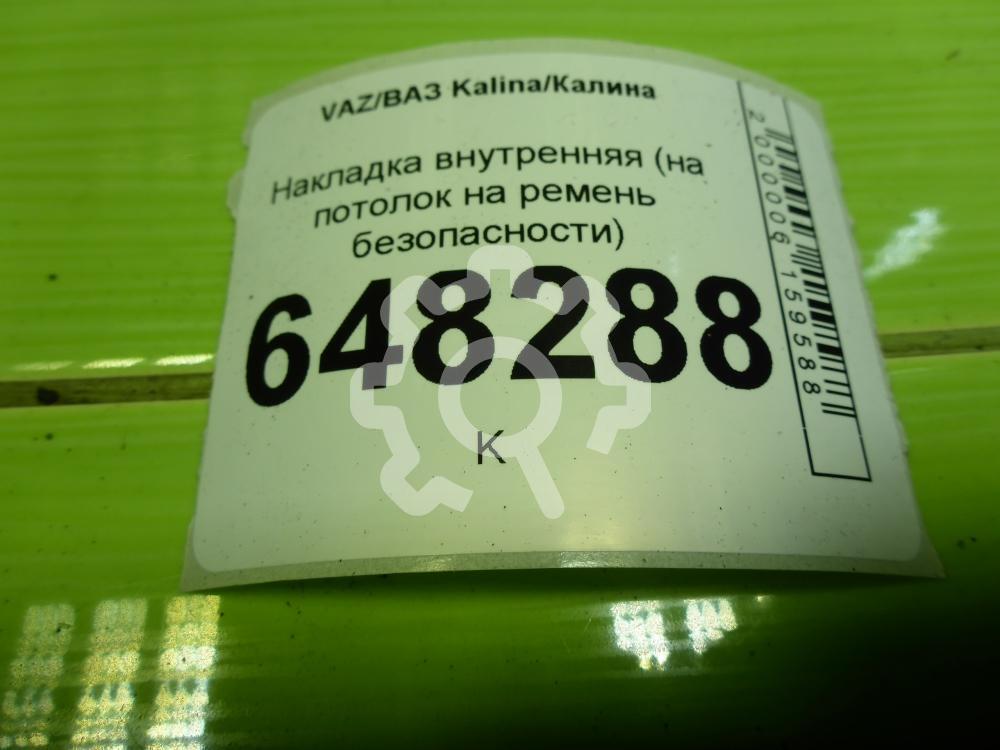 VAZ/ВАЗ Kalina/Калина
Накладка внутренняя (на
потолок на ремень
безопасности)
648288
К
2000006159588